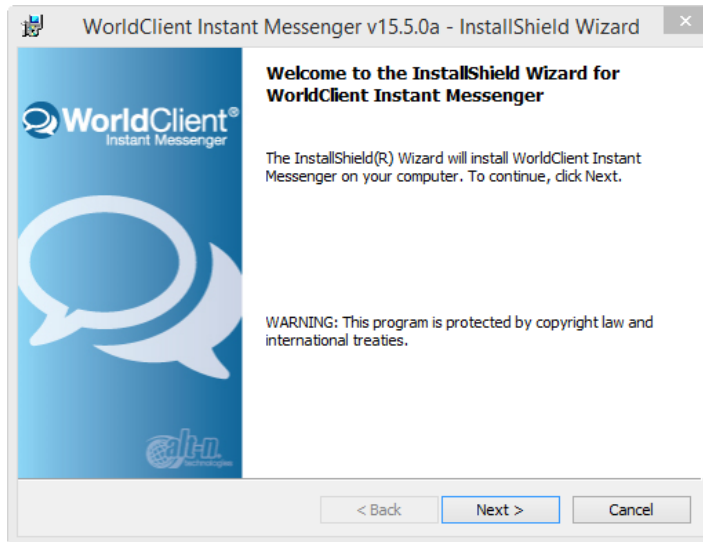 WorldClient Instant Messenger v15.5.0a - InstallShield Wizard
Welcome to the InstallShield Wizard for
WorldClient Instant Messenger
WorldClient®
Instant Messenger
The InstallShield(R) Wizard will install WorldClient Instant
Messenger on your computer. To continue, click Next.
WARNING: This program is protected by copyright law and
international treaties.
alt-n
technologies
< Back
Next >
Cancel